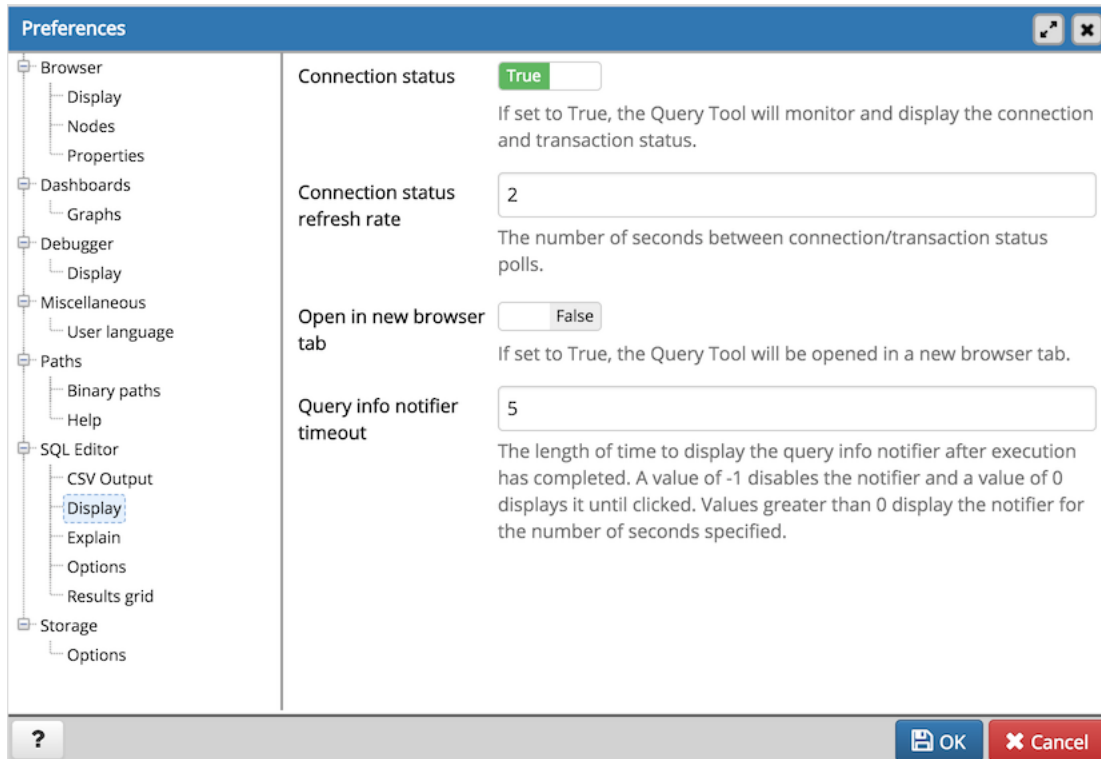 Preferences
Browser
Display
Nodes
Properties
Dashboards
Graphs
Debugger
Display
Miscellaneous
User language
Paths
Binary paths
Help
SQL Editor
CSV Output
Display
Explain
Options
Results grid
Storage
Options
Connection status
True
If set to True, the Query Tool will monitor and display the connection
and transaction status.
Connection status
refresh rate
2
The number of seconds between connection/transaction status
polls.
Open in new browser
tab
False
If set to True, the Query Tool will be opened in a new browser tab.
Query info notifier
timeout
5
The length of time to display the query info notifier after execution
has completed. A value of -1 disables the notifier and a value of 0
displays it until clicked. Values greater than 0 display the notifier for
the number of seconds specified.
?
OK
Cancel